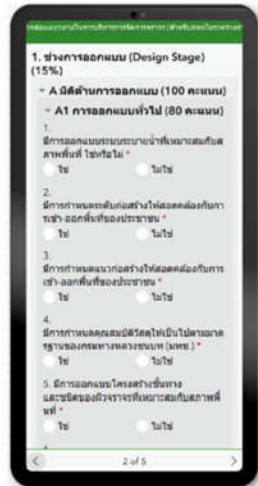 1. ช่วงการออกแบบ (Design Stage)
(15%)
A มิติด้านการออกแบบ (100 คะแนน)
A1 การออกแบบทั่วไป (80 คะแนน)
1.
มีการออกแบบระบบระบายน้ำที่เหมาะสมกับส
ภาพพื้นที่ ใช่หรือไม่ *
ใช่ ไม่ใช่
2.
มีการกำหนดระดับก่อสร้างให้สอดคล้องกับกา
รเข้า-ออกพื้นที่ของประชาชน *
ใช่ ไม่ใช่
3.
มีการกำหนดแนวก่อสร้างให้สอดคล้องกับการ
เข้า-ออกพื้นที่ของประชาชน *
ใช่ ไม่ใช่
4.
มีการกำหนดคุณสมบัติวัสดุให้เป็นไปตามมาต
รฐานของกรมทางหลวงชนบท (มทช.) *
ใช่ ไม่ใช่
5. มีการออกแบบโครงสร้างชั้นทาง
และชนิดของผิวจราจรที่เหมาะสมกับสภาพพื้
นที่ *
ใช่ ไม่ใช่
2 of 5